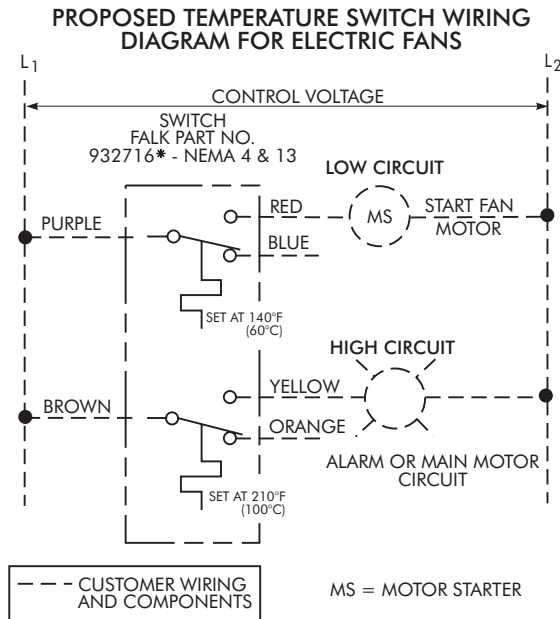 PROPOSED TEMPERATURE SWITCH WIRING
DIAGRAM FOR ELECTRIC FANS
L1
L2
CONTROL VOLTAGE
SWITCH
FALK PART NO.
932716* - NEMA 4 & 13
LOW CIRCUIT
RED
MS
START FAN
MOTOR
PURPLE
BLUE
SET AT 140°F
(60°C)
HIGH CIRCUIT
YELLOW
BROWN
ORANGE
ALARM OR MAIN MOTOR
CIRCUIT
SET AT 210°F
(100°C)
CUSTOMER WIRING
AND COMPONENTS
MS = MOTOR STARTER